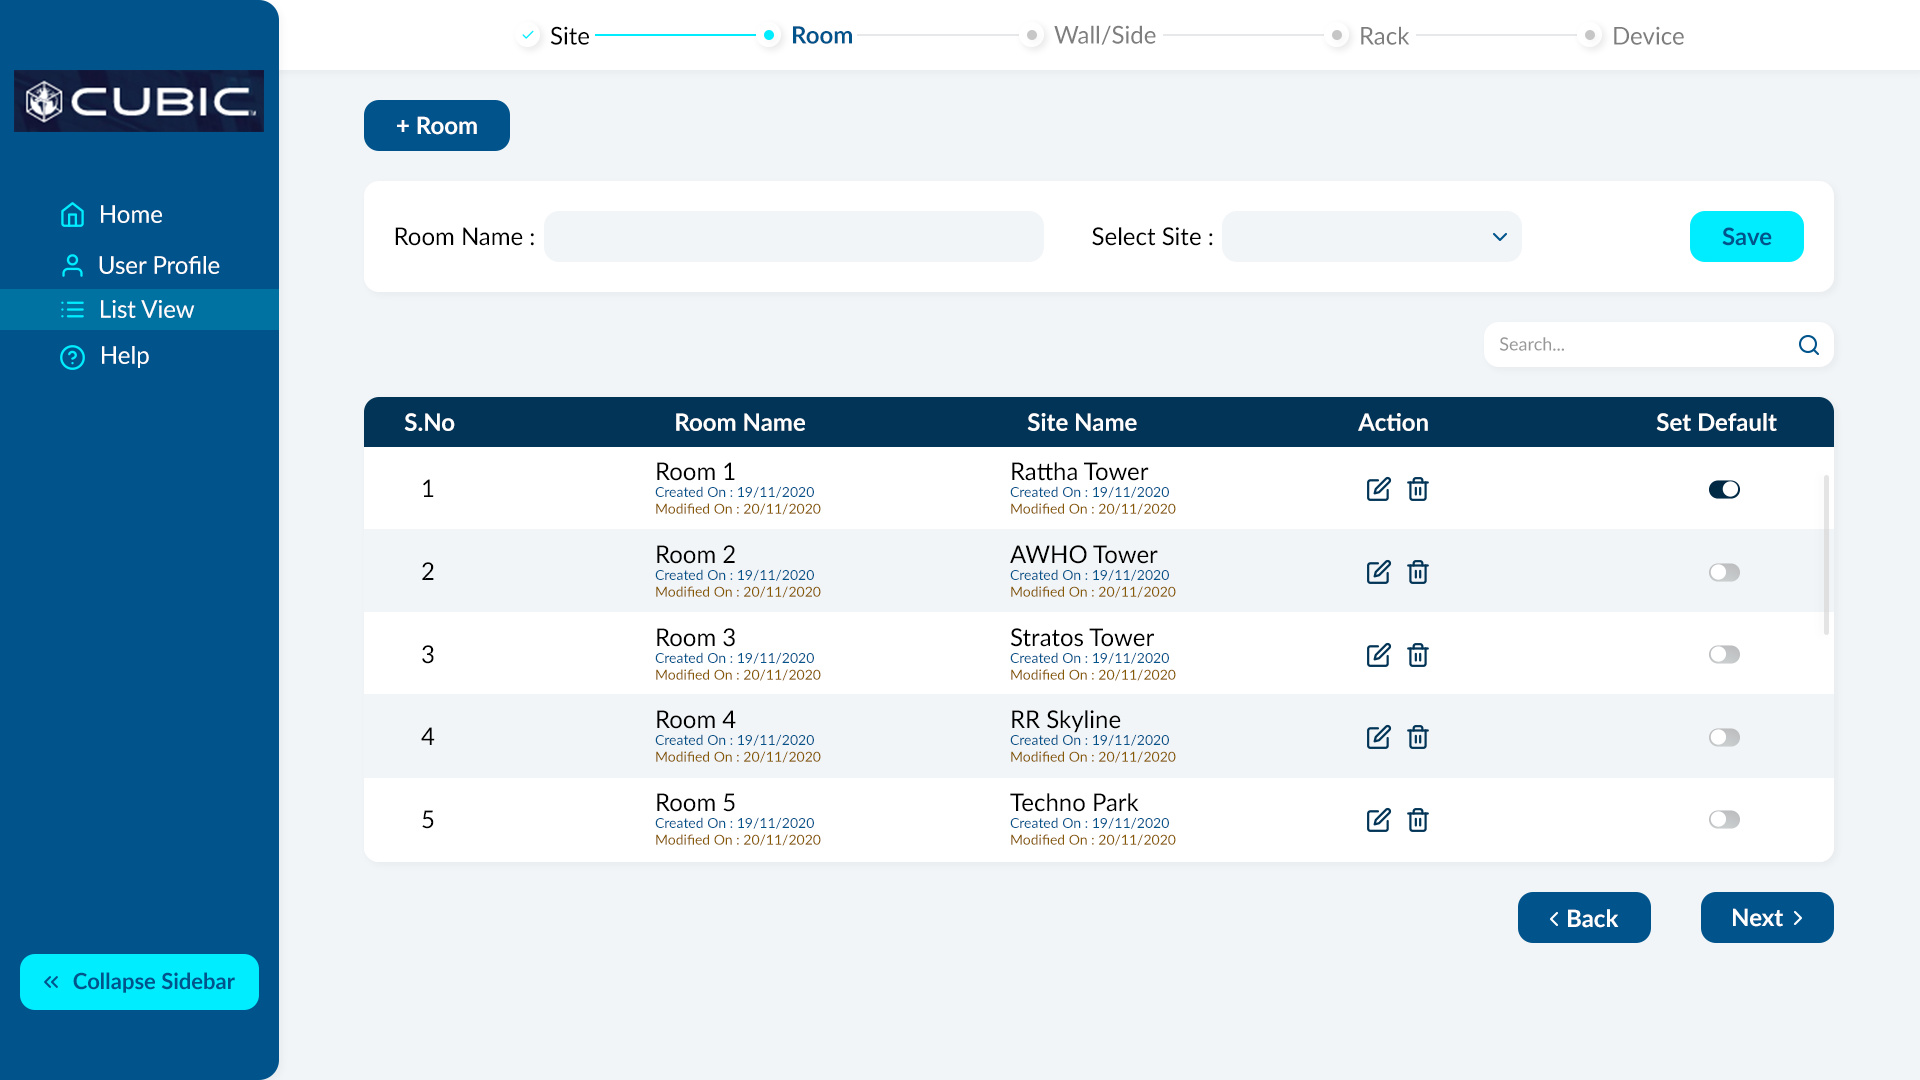 CUBIC
Home
User Profile
List View
Help
« Collapse Sidebar
Site
Room
Wall/Side
Rack
Device
+ Room
Room Name :
Select Site :
Save
Search...
S.No Room Name Site Name Action Set Default
1
Room 1
Created On : 19/11/2020
Modified On : 20/11/2020
Rattha Tower
Created On : 19/11/2020
Modified On : 20/11/2020
2
Room 2
Created On : 19/11/2020
Modified On : 20/11/2020
AWHO Tower
Created On : 19/11/2020
Modified On : 20/11/2020
3
Room 3
Created On : 19/11/2020
Modified On : 20/11/2020
Stratos Tower
Created On : 19/11/2020
Modified On : 20/11/2020
4
Room 4
Created On : 19/11/2020
Modified On : 20/11/2020
RR Skyline
Created On : 19/11/2020
Modified On : 20/11/2020
5
Room 5
Created On : 19/11/2020
Modified On : 20/11/2020
Techno Park
Created On : 19/11/2020
Modified On : 20/11/2020
‹ Back
Next ›